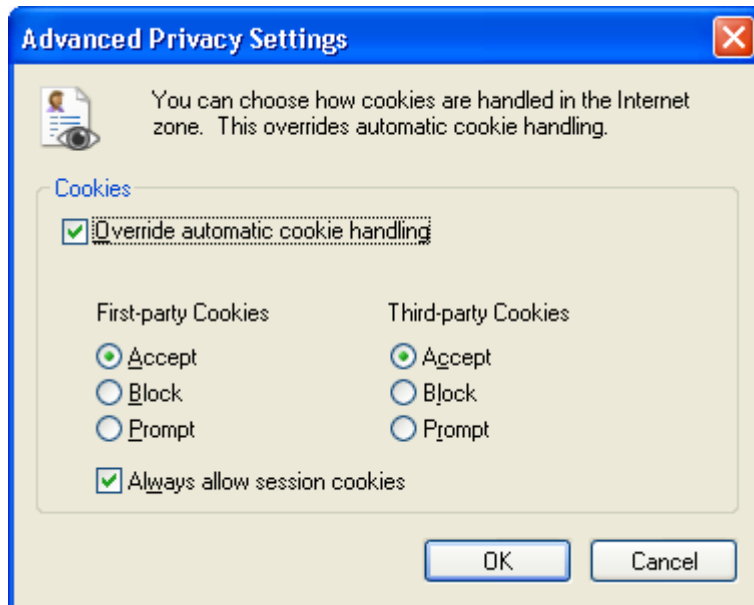 Advanced Privacy Settings
You can choose how cookies are handled in the Internet
zone.  This overrides automatic cookie handling.
Cookies
Override automatic cookie handling
First-party Cookies
Third-party Cookies
Accept
Accept
Block
Block
Prompt
Prompt
Always allow session cookies
OK
Cancel